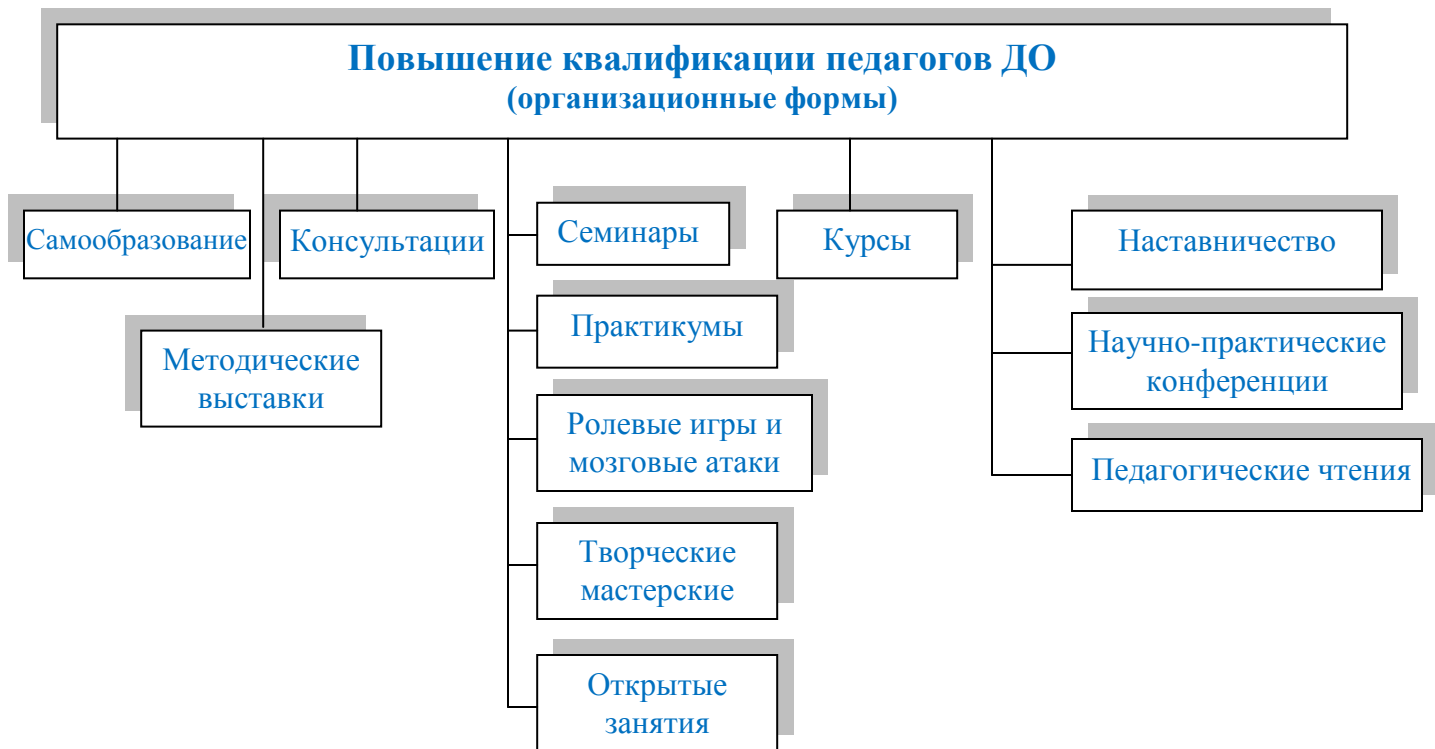 Повышение квалификации педагогов ДО
(организационные формы)
Самообразование
Консультации
Семинары
Курсы
Наставничество
Практикумы
Научно-практические
конференции
Методические
выставки
Ролевые игры и
мозговые атаки
Педагогические чтения
Творческие
мастерские
Открытые
занятия